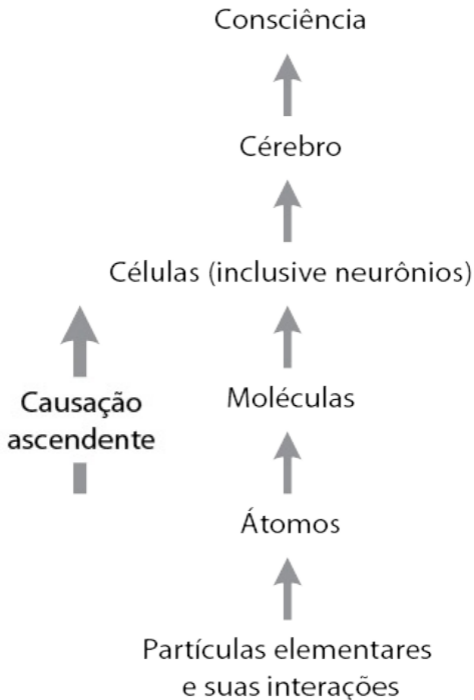 Consciência
Cérebro
Células (inclusive neurônios)
Moléculas
Causação
ascendente
Átomos
Partículas elementares
e suas interações